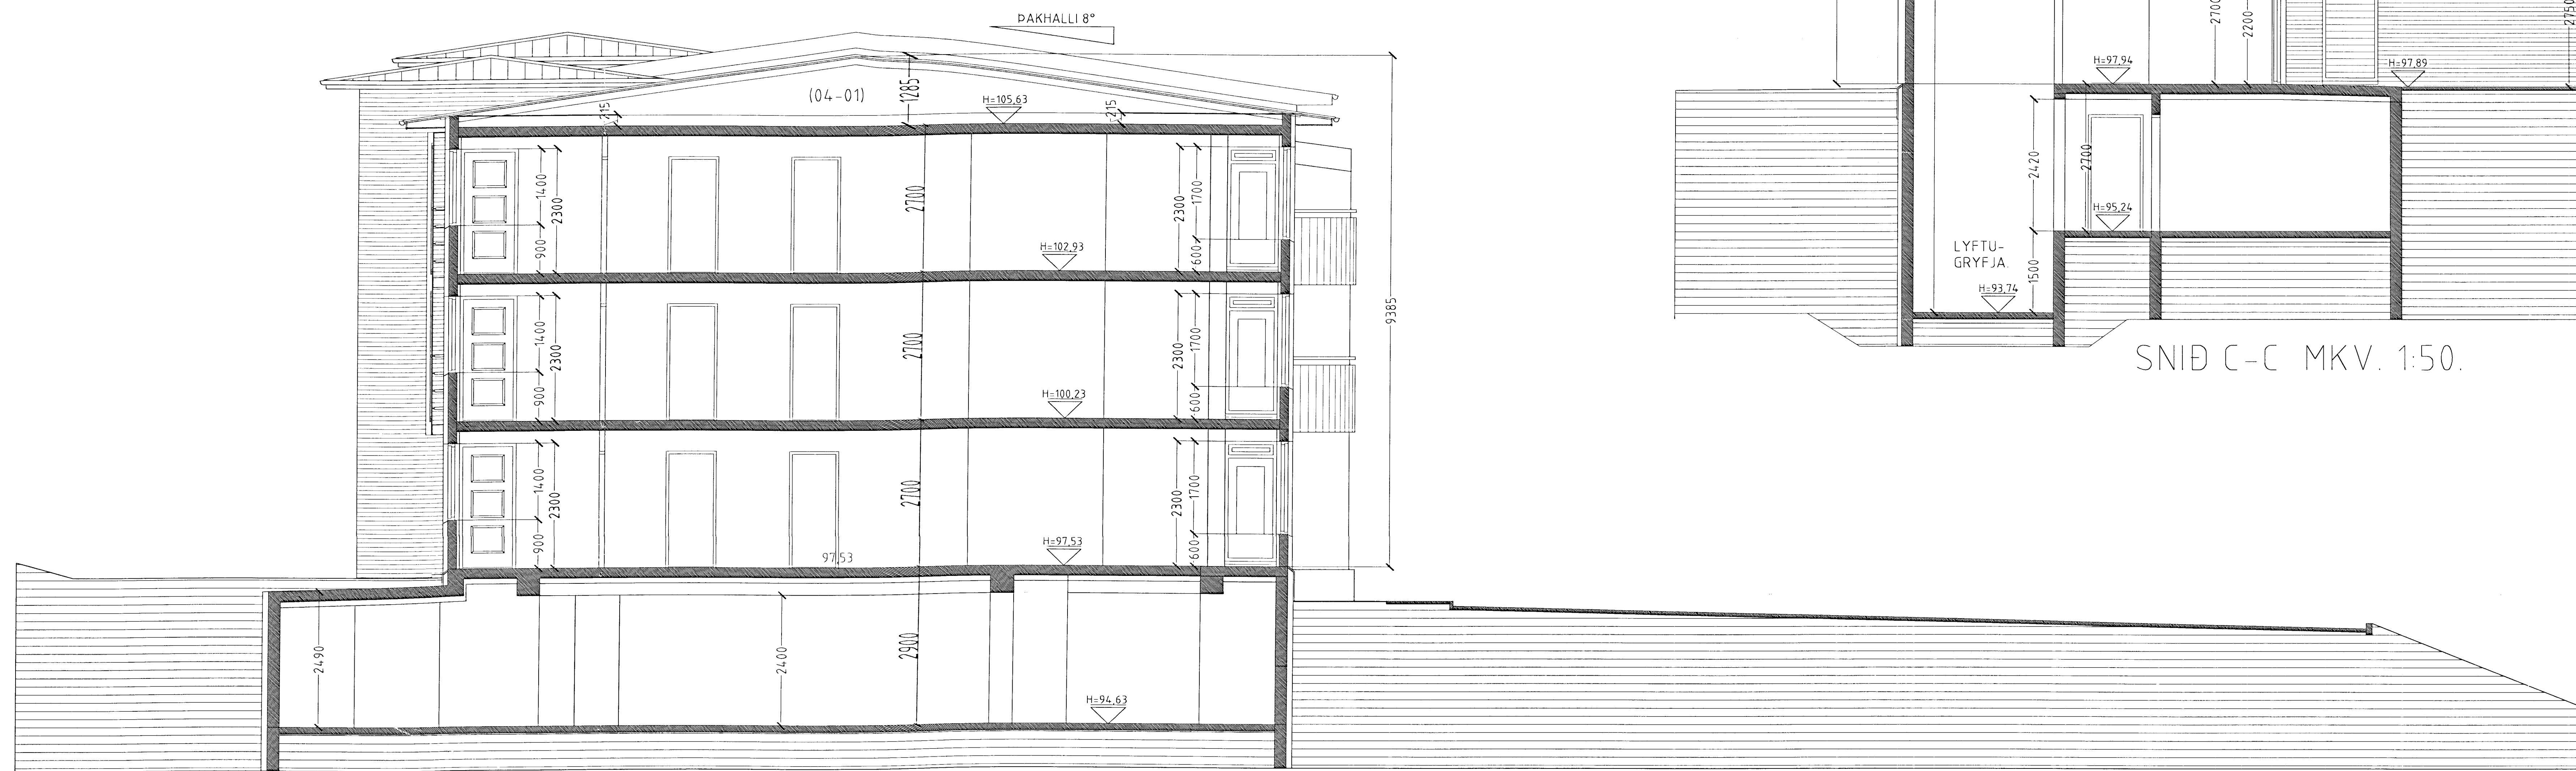 ÞAKHALLI 8°
(04-01)
1285
215
H=105,63
215
1400
2300
900
2700
2300
1700
600
H=102,93
9385
1400
2300
900
2700
2300
1700
600
H=100,23
1400
2300
900
2700
2300
1700
600
97,53
H=97,53
2490
2400
2900
H=94,63
2700
2200
2750
H=97,94
H=97,89
2420
2700
H=95,24
LYFTU-
GRYFJA.
1500
H=93,74
SNIÐ C-C MKV. 1:50.